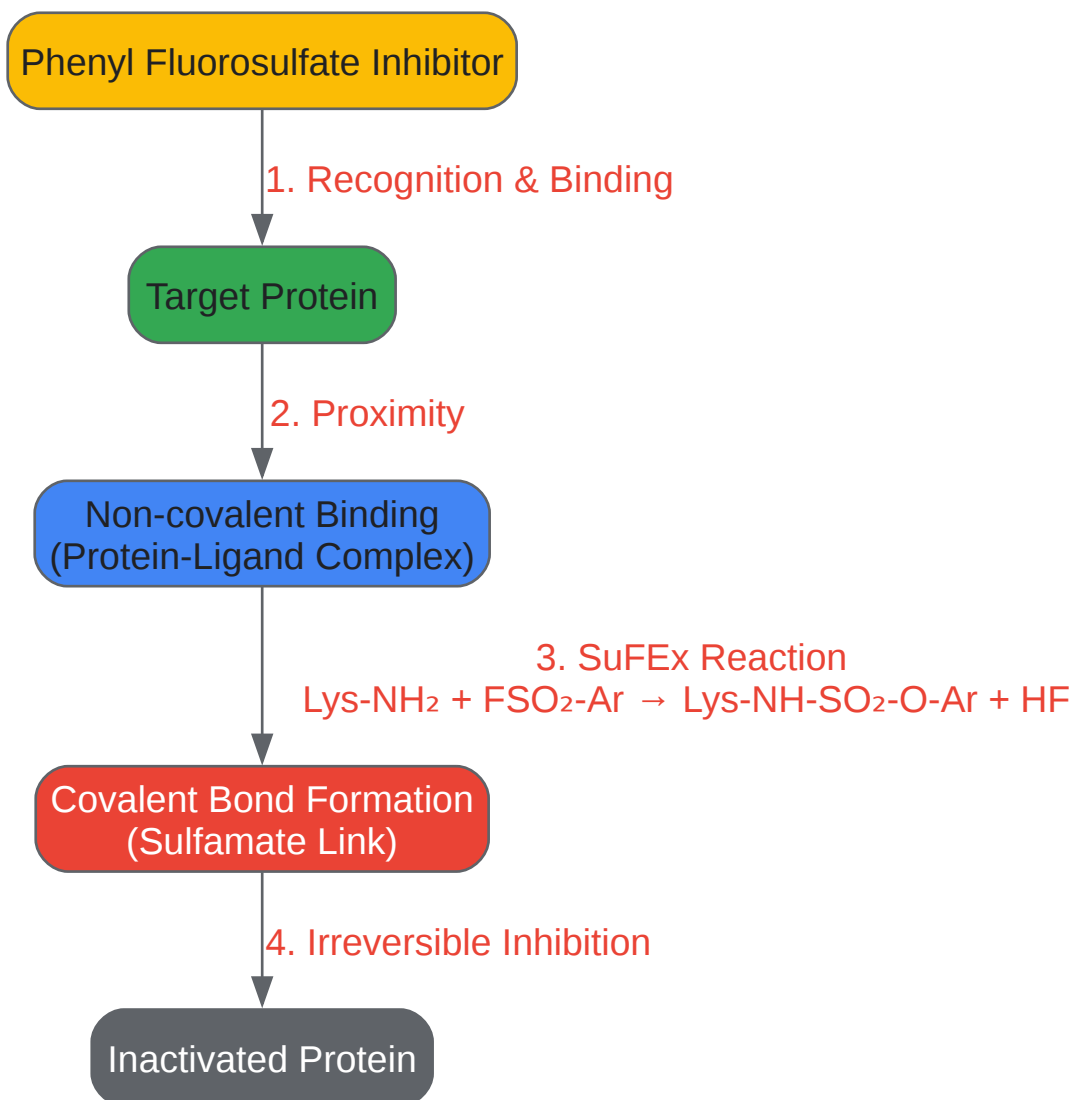 Phenyl Fluorosulfate Inhibitor
1. Recognition & Binding
Target Protein
2. Proximity
Non-covalent Binding
(Protein-Ligand Complex)
3. SuFEx Reaction
Lys-NH₂ + FSO₂-Ar → Lys-NH-SO₂-O-Ar + HF
Covalent Bond Formation
(Sulfamate Link)
4. Irreversible Inhibition
Inactivated Protein